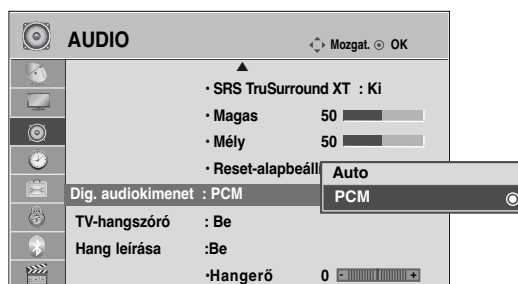 AUDIO
Mozgat. OK
• SRS TruSurround XT : Ki
• Magas 50
• Mély 50
• Reset-alapbeálli
Auto
Dig. audiokimenet : PCM
PCM
TV-hangszóró : Be
Hang leírása :Be
•Hangerő 0 - +